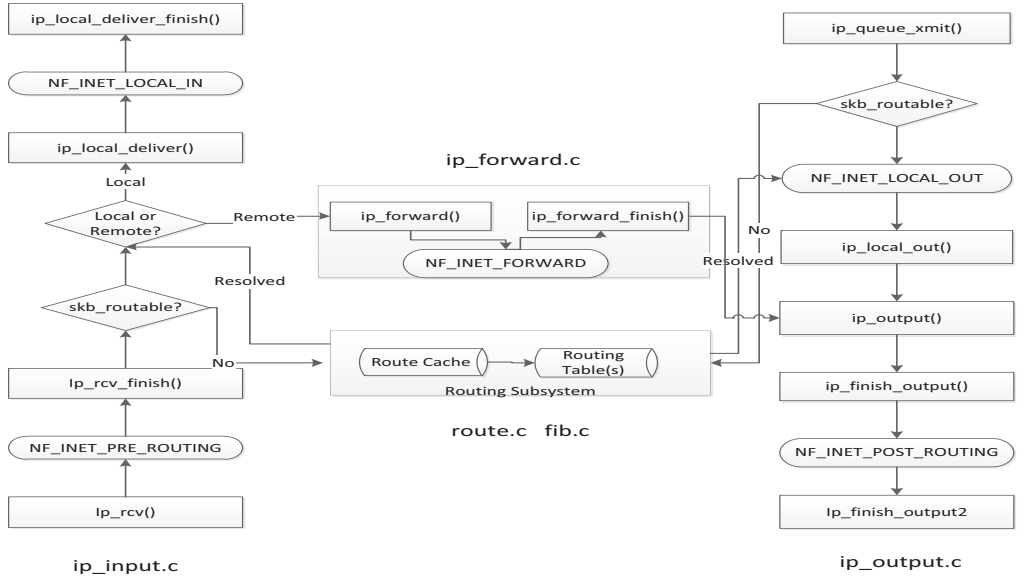 ip_local_deliver_finish()
NF_INET_LOCAL_IN
ip_local_deliver()
Local
Local or
Remote?
Remote
skb_routable?
No
Resolved
Ip_rcv_finish()
NF_INET_PRE_ROUTING
Ip_rcv()
ip_input.c
ip_forward.c
ip_forward()
ip_forward_finish()
NF_INET_FORWARD
Route Cache
Routing
Table(s)
Routing Subsystem
route.c fib.c
ip_queue_xmit()
skb_routable?
No
Resolved
NF_INET_LOCAL_OUT
ip_local_out()
ip_output()
ip_finish_output()
NF_INET_POST_ROUTING
Ip_finish_output2
ip_output.c